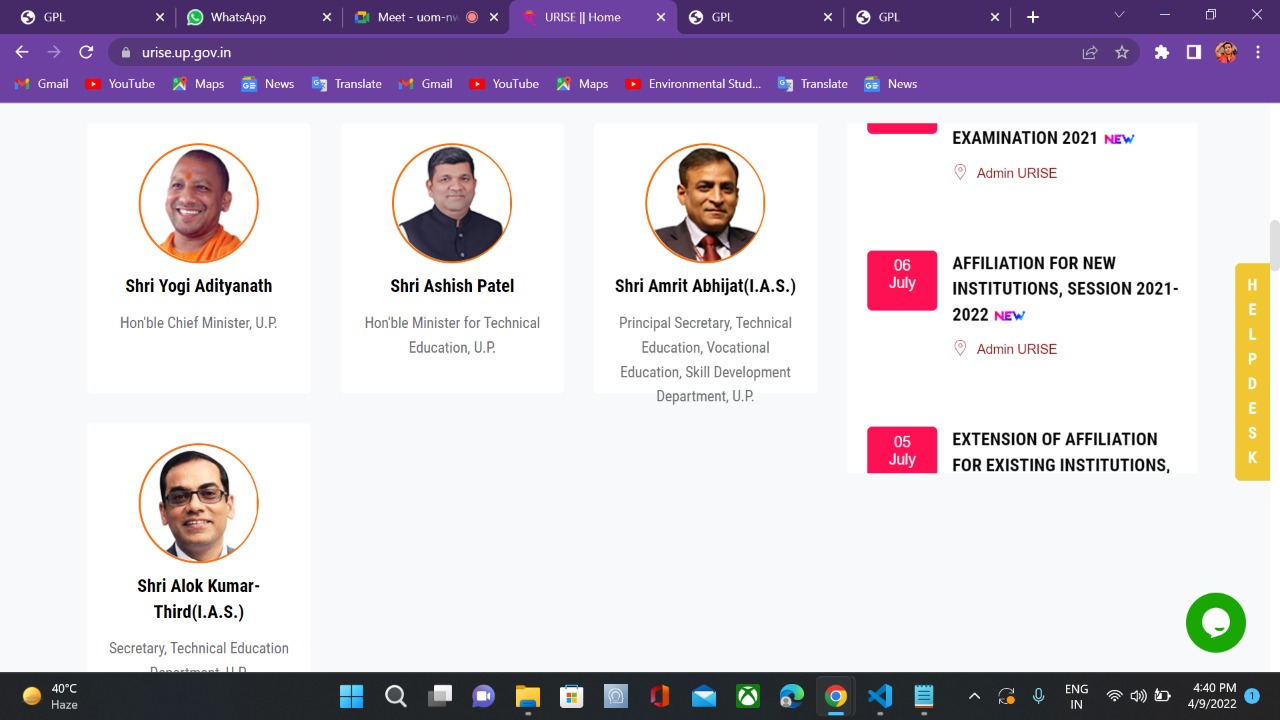 GPL
WhatsApp
Meet - uom-nw
URISE || Home
GPL
GPL
urise.up.gov.in
Gmail
YouTube
Maps
News
Translate
Gmail
YouTube
Maps
Environmental Stud...
Translate
News
Shri Yogi Adityanath
Hon'ble Chief Minister, U.P.
Shri Ashish Patel
Hon'ble Minister for Technical
Education, U.P.
Shri Amrit Abhijat(I.A.S.)
Principal Secretary, Technical
Education, Vocational
Education, Skill Development
Department, U.P.
Shri Alok Kumar-
Third(I.A.S.)
Secretary, Technical Education
Department, U.P.
EXAMINATION 2021 NEW
Admin URISE
06
July
AFFILIATION FOR NEW
INSTITUTIONS, SESSION 2021-
2022 NEW
Admin URISE
05
July
EXTENSION OF AFFILIATION
FOR EXISTING INSTITUTIONS,
HELPDESK
40°C
Haze
ENG
IN
4:40 PM
4/9/2022
1